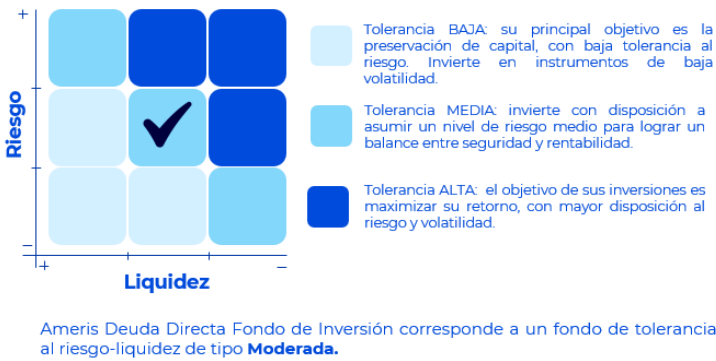 +
Riesgo
−
+
−
Liquidez
Tolerancia BAJA: su principal objetivo es la
preservación de capital, con baja tolerancia al
riesgo. Invierte en instrumentos de baja
volatilidad.
Tolerancia MEDIA: invierte con disposición a
asumir un nivel de riesgo medio para lograr un
balance entre seguridad y rentabilidad.
Tolerancia ALTA: el objetivo de sus inversiones es
maximizar su retorno, con mayor disposición al
riesgo y volatilidad.
Ameris Deuda Directa Fondo de Inversión corresponde a un fondo de tolerancia
al riesgo-liquidez de tipo Moderada.